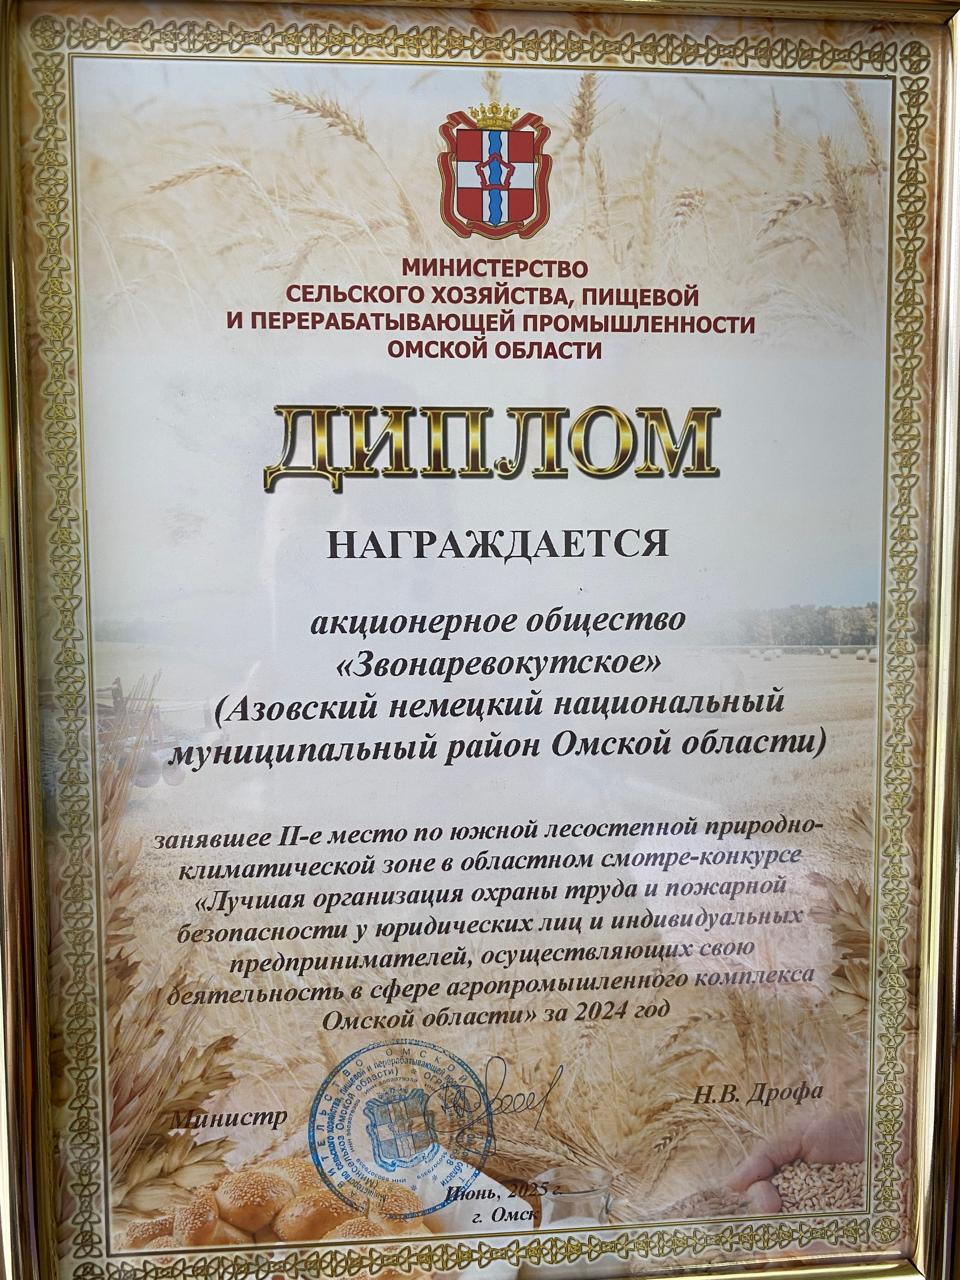 МИНИСТЕРСТВО
СЕЛЬСКОГО ХОЗЯЙСТВА, ПИЩЕВОЙ
И ПЕРЕРАБАТЫВАЮЩЕЙ ПРОМЫШЛЕННОСТИ
ОМСКОЙ ОБЛАСТИ
ДИПЛОМ
НАГРАЖДАЕТСЯ
акционерное общество
«Звонаревокутское»
(Азовский немецкий национальный
муниципальный район Омской области)
занявшее II-е место по южной лесостепной природно-
климатической зоне в областном смотре-конкурсе
«Лучшая организация охраны труда и пожарной
безопасности у юридических лиц и индивидуальных
предпринимателей, осуществляющих свою
деятельность в сфере агропромышленного комплекса
Омской области» за 2024 год
Министр
Н.В. Дрофа
Июнь, 2025 г.
г. Омск